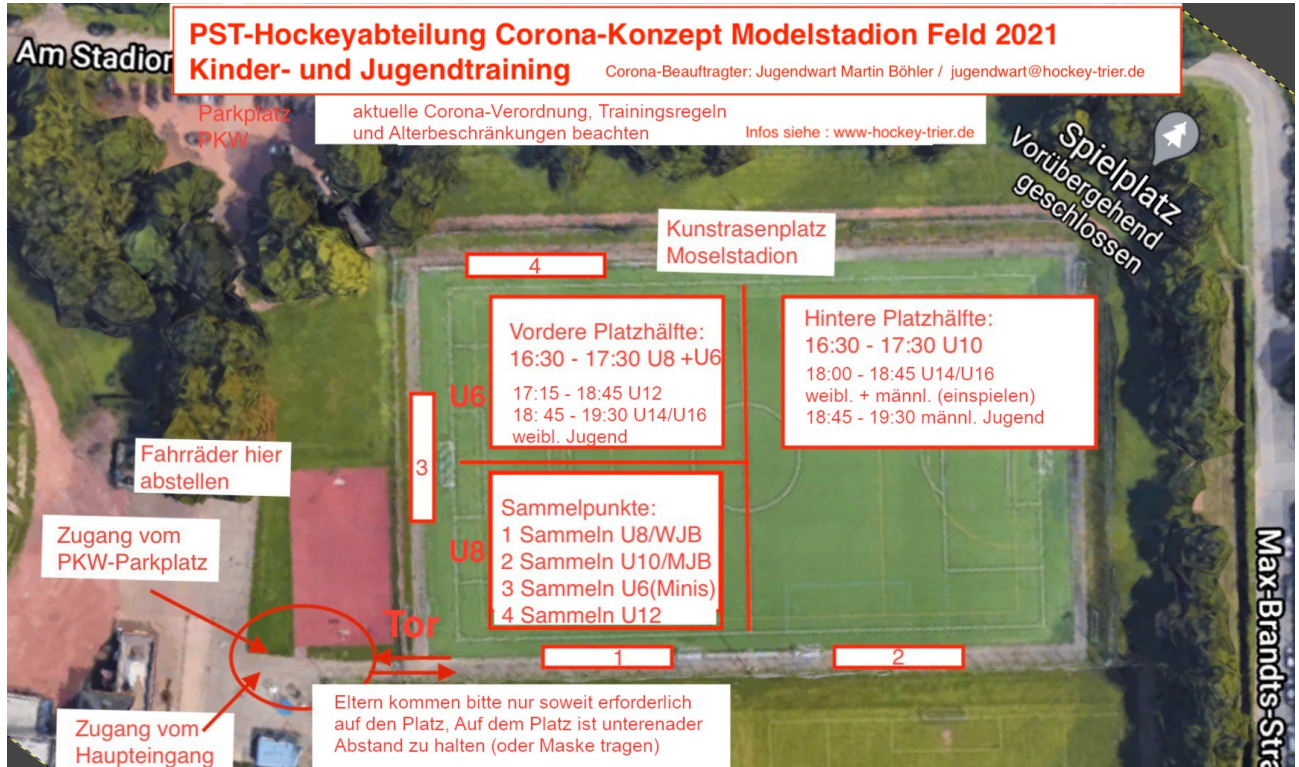 PST-Hockeyabteilung Corona-Konzept Modelstadion Feld 2021
Kinder- und Jugendtraining Corona-Beauftragter: Jugendwart Martin Böhler / jugendwart@hockey-trier.de
Am Stadion
Parkplatz
PKW
aktuelle Corona-Verordnung, Trainingsregeln
und Alterbeschränkungen beachten Infos siehe : www-hockey-trier.de
Spielplatz
Vorübergehend
geschlossen
Kunstrasenplatz
Moselstadion
4
Vordere Platzhälfte:
16:30 - 17:30 U8 +U6
17:15 - 18:45 U12
18: 45 - 19:30 U14/U16
weibl. Jugend
Hintere Platzhälfte:
16:30 - 17:30 U10
18:00 - 18:45 U14/U16
weibl. + männl. (einspielen)
18:45 - 19:30 männl. Jugend
U6
3
U8
Fahrräder hier
abstellen
Sammelpunkte:
1 Sammeln U8/WJB
2 Sammeln U10/MJB
3 Sammeln U6(Minis)
4 Sammeln U12
Zugang vom
PKW-Parkplatz
Tor
1
2
Zugang vom
Haupteingang
Eltern kommen bitte nur soweit erforderlich
auf den Platz, Auf dem Platz ist unterenader
Abstand zu halten (oder Maske tragen)
Max-Brandts-Stra